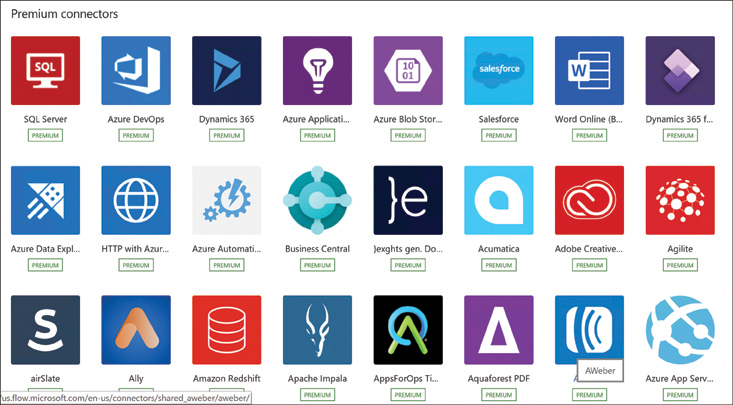 Premium connectors
SQL
10
01
salesforce
W
SQL Server
Azure DevOps
Dynamics 365
Azure Applicati...
Azure Blob Stor...
Salesforce
Word Online (B...
Dynamics 365 f...
PREMIUM
PREMIUM
PREMIUM
PREMIUM
PREMIUM
PREMIUM
PREMIUM
PREMIUM
}e
Azure Data Expl...
HTTP with Azur...
Azure Automati...
Business Central
Jexghts gen. Do...
Acumatica
Adobe Creative...
Agilite
PREMIUM
PREMIUM
PREMIUM
PREMIUM
PREMIUM
PREMIUM
PREMIUM
PREMIUM
S
airSlate
Ally
Amazon Redshift
Apache Impala
AppsForOps Ti...
Aquaforest PDF
AWeber
Azure App Serv...
us.flow.microsoft.com/en-us/connectors/shared_aweber/aweber/
PREMIUM
PREMIUM
PREMIUM
PREMIUM
PREMIUM